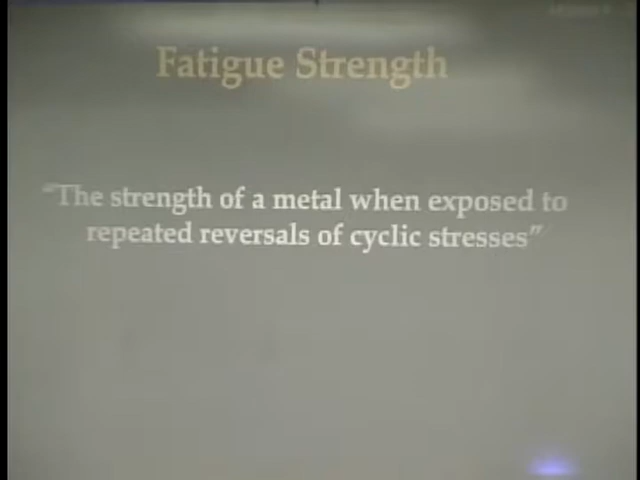 Fatigue Strength
"The strength of a metal when exposed to
repeated reversals of cyclic stresses"